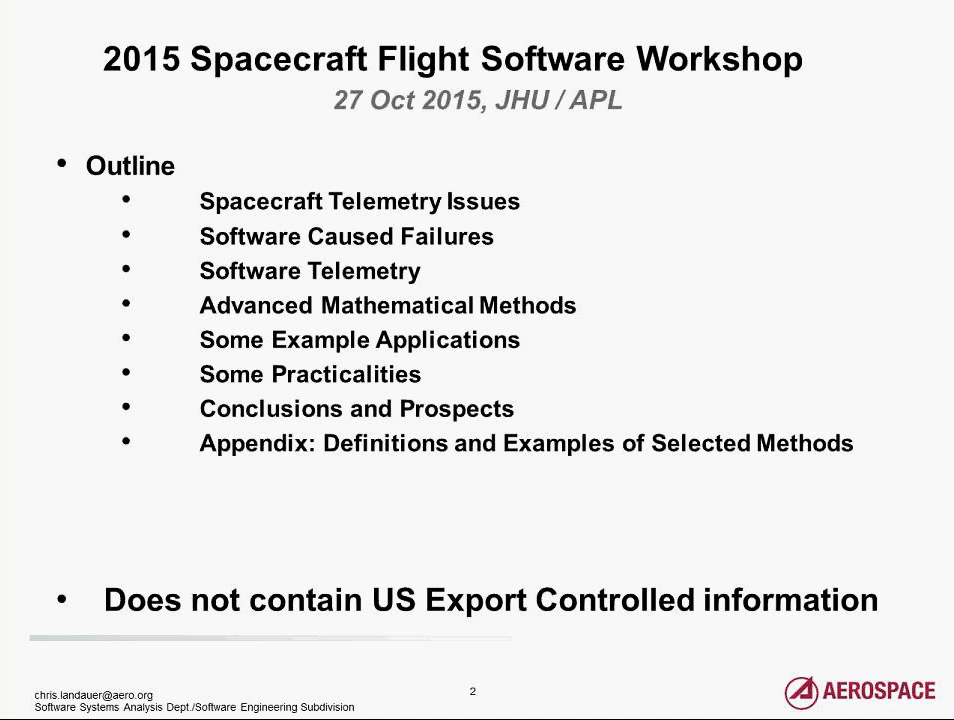 2015 Spacecraft Flight Software Workshop
27 Oct 2015, JHU / APL
• Outline
• Spacecraft Telemetry Issues
• Software Caused Failures
• Software Telemetry
• Advanced Mathematical Methods
• Some Example Applications
• Some Practicalities
• Conclusions and Prospects
• Appendix: Definitions and Examples of Selected Methods
• Does not contain US Export Controlled information
chris.landauer@aero.org
Software Systems Analysis Dept./Software Engineering Subdivision
2
AEROSPACE